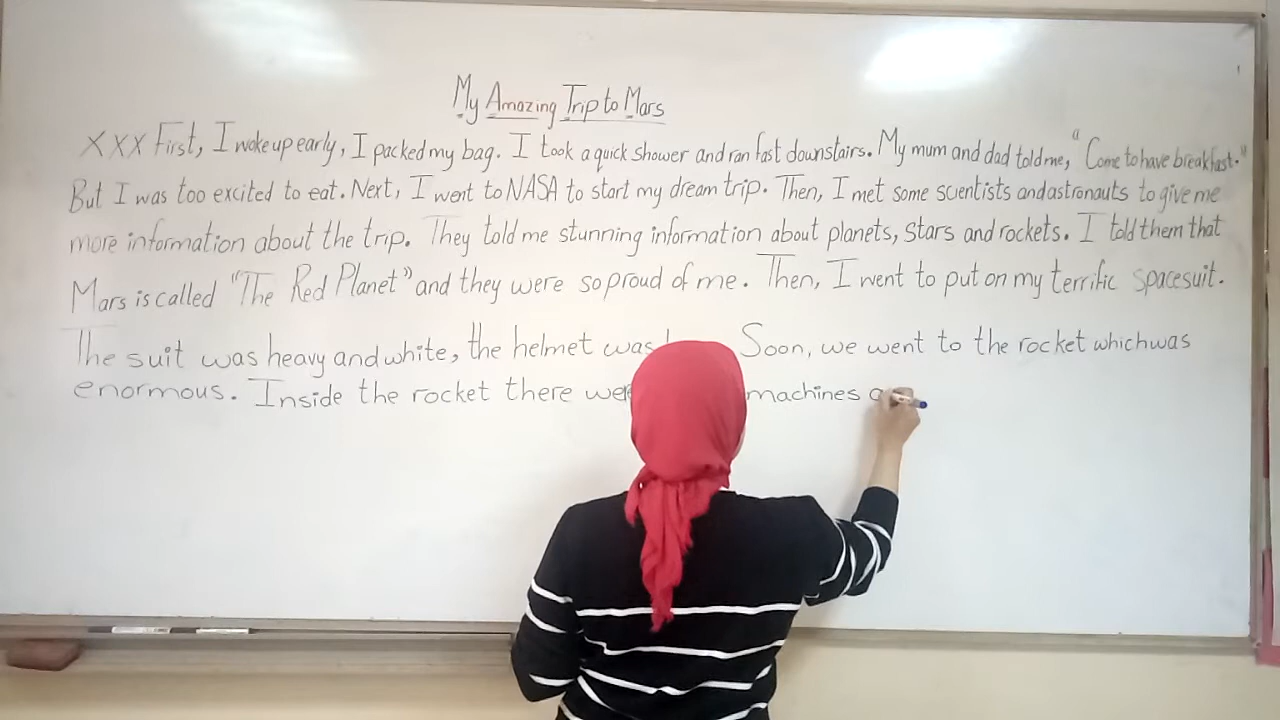 My Amazing Trip to Mars
XXX First, I woke up early, I packed my bag. I took a quick shower and ran fast downstairs. My mum and dad told me, "Come to have breakfast."
But I was too excited to eat. Next, I went to NASA to start my dream trip. Then, I met some scientists and astronauts to give me
more information about the trip. They told me stunning information about planets, stars and rockets. I told them that
Mars is called "The Red Planet" and they were so proud of me. Then, I went to put on my terrific spacesuit.
The suit was heavy and white, the helmet was Soon, we went to the rocket which was
enormous. Inside the rocket there machines